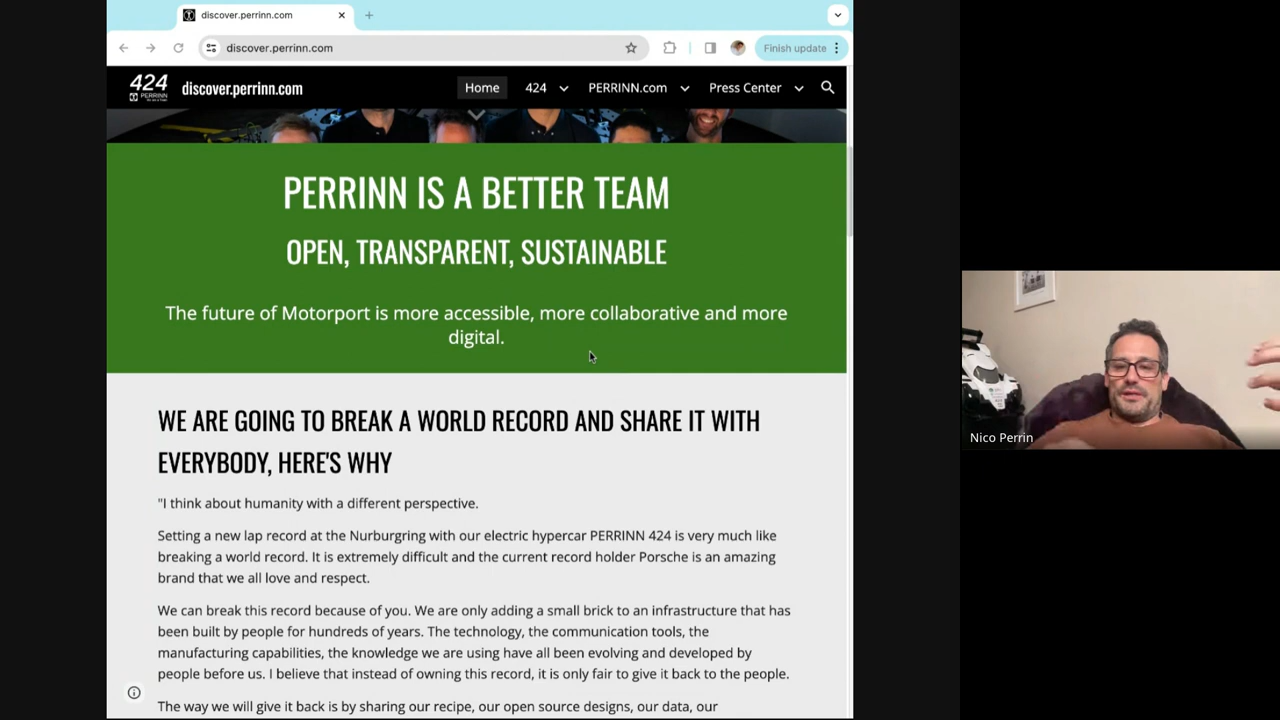 discover.perrinn.com
discover.perrinn.com
Finish update
424
PERRINN
discover.perrinn.com
Home
424
PERRINN.com
Press Center
PERRINN IS A BETTER TEAM
OPEN, TRANSPARENT, SUSTAINABLE
The future of Motorport is more accessible, more collaborative and more
digital.
WE ARE GOING TO BREAK A WORLD RECORD AND SHARE IT WITH
EVERYBODY, HERE'S WHY
"I think about humanity with a different perspective.
Setting a new lap record at the Nurburgring with our electric hypercar PERRINN 424 is very much like
breaking a world record. It is extremely difficult and the current record holder Porsche is an amazing
brand that we all love and respect.
We can break this record because of you. We are only adding a small brick to an infrastructure that has
been built by people for hundreds of years. The technology, the communication tools, the
manufacturing capabilities, the knowledge we are using have all been evolving and developed by
people before us. I believe that instead of owning this record, it is only fair to give it back to the people.
The way we will give it back is by sharing our recipe, our open source designs, our data, our
Nico Perrin